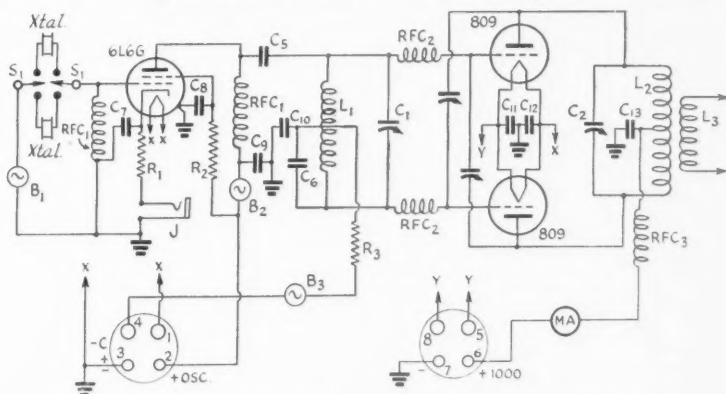 Xtal.
6L6G
S1
S1
Xtal.
RFC1
C7
C8
X X
R1
R2
B1
J
C5
RFC1
C9
B2
C10
C6
L1
C1
R3
B3
RFC2
RFC2
809
809
C11 C12
Y
X
C2
C13
L2
L3
RFC3
MA
X
X
4
1
-C
3
2
+
-
-
+OSC.
Y
Y
8
5
7
6
-
+1000